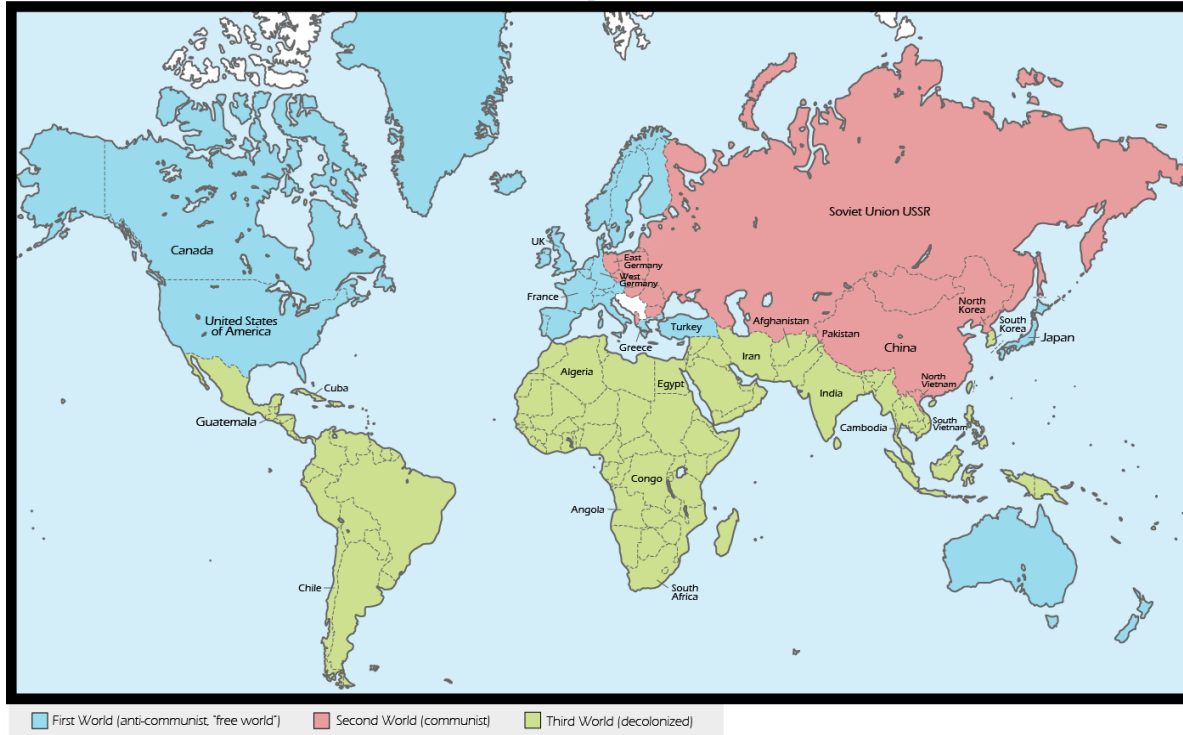 Soviet Union USSR
Canada
UK
East
Germany
West
Germany
France
United States
of America
Turkey
Greece
Afghanistan
Pakistan
North
Korea
South
Korea
Japan
China
Iran
Algeria
Egypt
India
North
Vietnam
Cuba
Guatemala
Cambodia
South
Vietnam
Congo
Angola
Chile
South
Africa
First World (anti-communist, "free world")
Second World (communist)
Third World (decolonized)